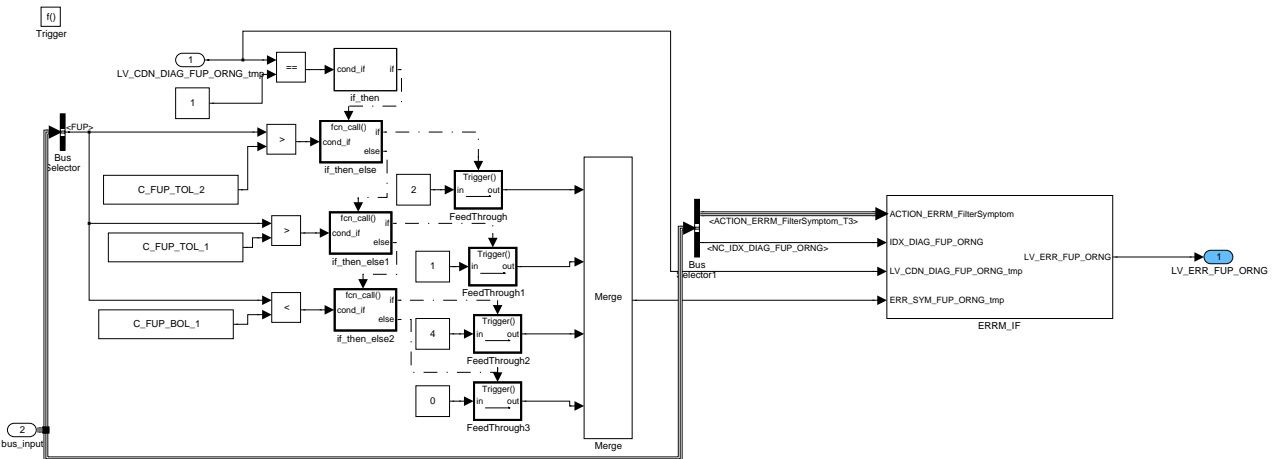 f()
Trigger
1
LV_CDN_DIAG_FUP_ORNG_tmp
==
cond_if
if
if_then
1
<FUP>
Bus
Selector
>
fcn_call()
cond_if
if
else
if_then_else
C_FUP_TOL_2
2
Trigger()
in
out
FeedThrough
>
fcn_call()
cond_if
if
else
if_then_else1
C_FUP_TOL_1
1
Trigger()
in
out
FeedThrough1
<
fcn_call()
cond_if
if
else
if_then_else2
C_FUP_BOL_1
4
Trigger()
in
out
FeedThrough2
0
Trigger()
in
out
FeedThrough3
Merge
Merge
2
bus_input
<ACTION_ERRM_FilterSymptom_T3>
<NC_IDX_DIAG_FUP_ORNG>
Bus
Selector1
ACTION_ERRM_FilterSymptom
IDX_DIAG_FUP_ORNG
LV_CDN_DIAG_FUP_ORNG_tmp
ERR_SYM_FUP_ORNG_tmp
LV_ERR_FUP_ORNG
ERRM_IF
1
LV_ERR_FUP_ORNG